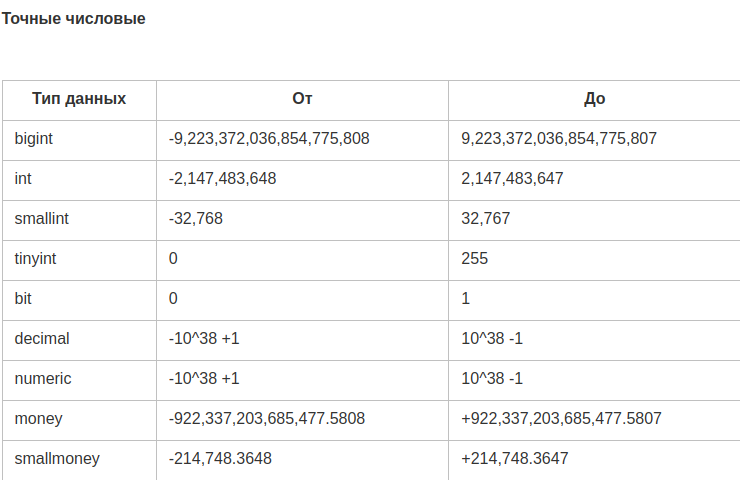 Точные числовые
Тип данных От До
bigint -9,223,372,036,854,775,808 9,223,372,036,854,775,807
int -2,147,483,648 2,147,483,647
smallint -32,768 32,767
tinyint 0 255
bit 0 1
decimal -10^38 +1 10^38 -1
numeric -10^38 +1 10^38 -1
money -922,337,203,685,477.5808 +922,337,203,685,477.5807
smallmoney -214,748.3648 +214,748.3647